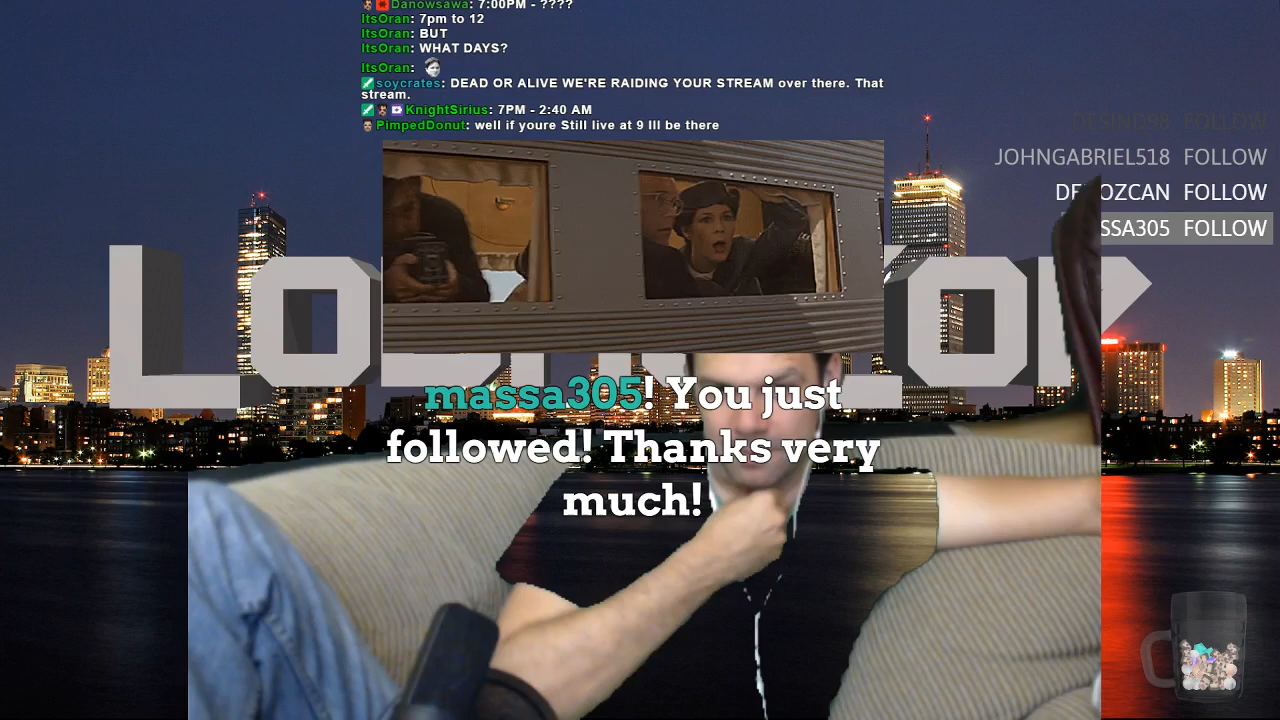 Danowsawa: 7:00PM - ????
ItsOran: 7pm to 12
ItsOran: BUT
ItsOran: WHAT DAYS?
ItsOran:
soycrates: DEAD OR ALIVE WE'RE RAIDING YOUR STREAM over there. That
stream.
KnightSirius: 7PM - 2:40 AM
PimpedDonut: well if youre Still live at 9 Ill be there
FOLLOW
JOHNGABRIEL518 FOLLOW
FOLLOW
SSA305 FOLLOW
massa305! You just
followed! Thanks very
much!